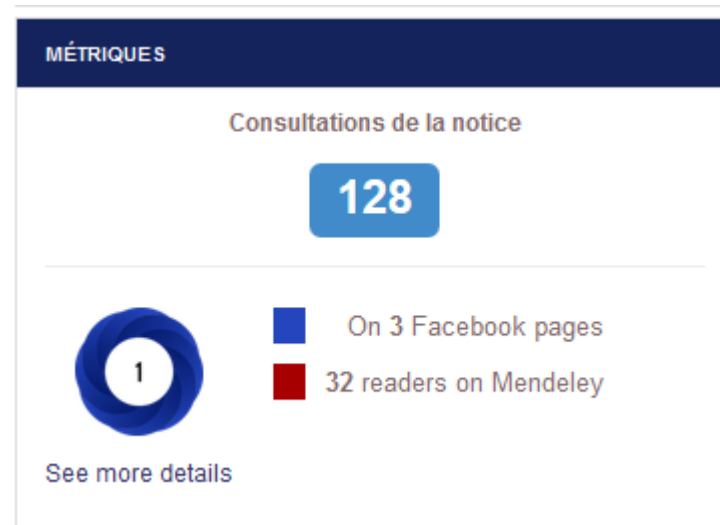 MÉTRIQUES
Consultations de la notice
128
1
On 3 Facebook pages
32 readers on Mendeley
See more details